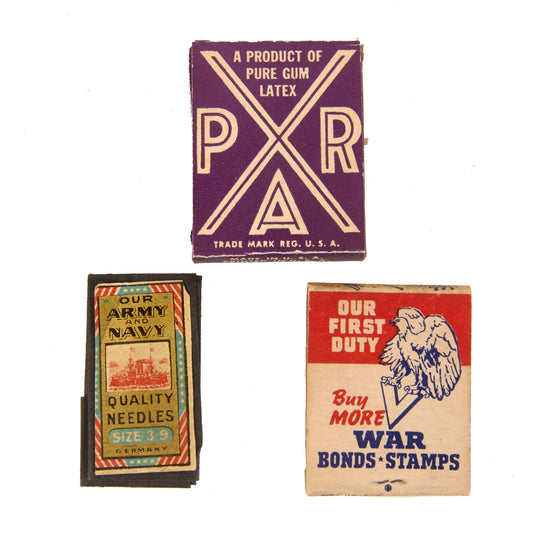 A PRODUCT OF
PURE GUM
LATEX
P X R
A
TRADE MARK REG. U. S. A.
OUR
ARMY
AND
NAVY
QUALITY
NEEDLES
SIZE 3-9
GERMANY
OUR
FIRST
DUTY
Buy
MORE
V
WAR
BONDS★STAMPS